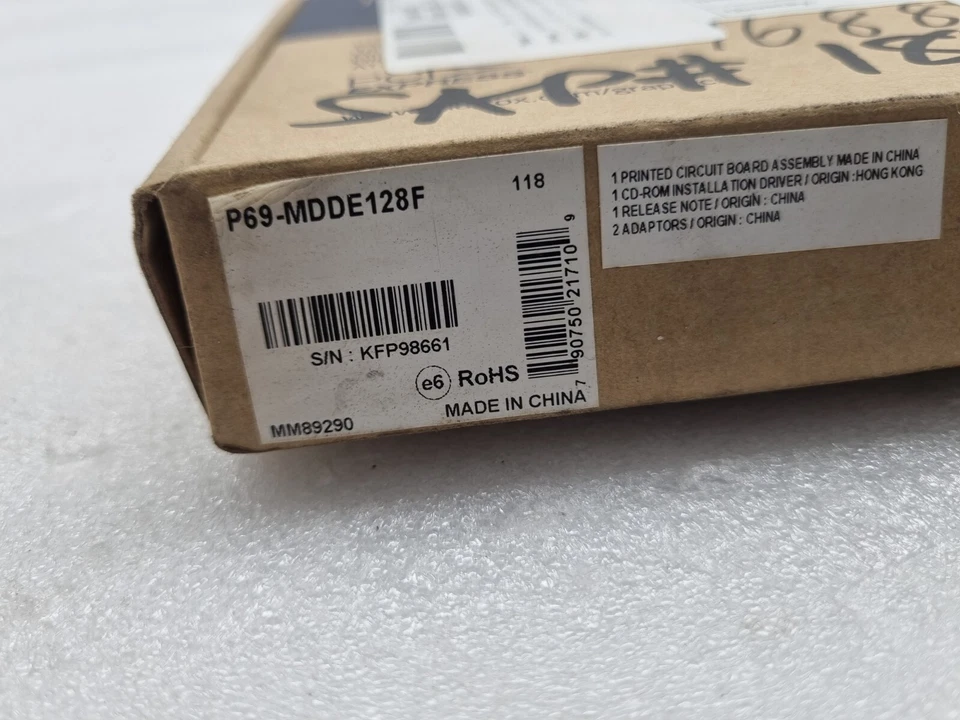 SAP# 18
P69-MDDE128F
118
S/N : KFP98661
e6 RoHS
MADE IN CHINA
MM89290
7 90750 21710 9
1 PRINTED CIRCUIT BOARD ASSEMBLY MADE IN CHINA
1 CD-ROM INSTALLATION DRIVER / ORIGIN :HONG KONG
1 RELEASE NOTE / ORIGIN : CHINA
2 ADAPTORS / ORIGIN : CHINA